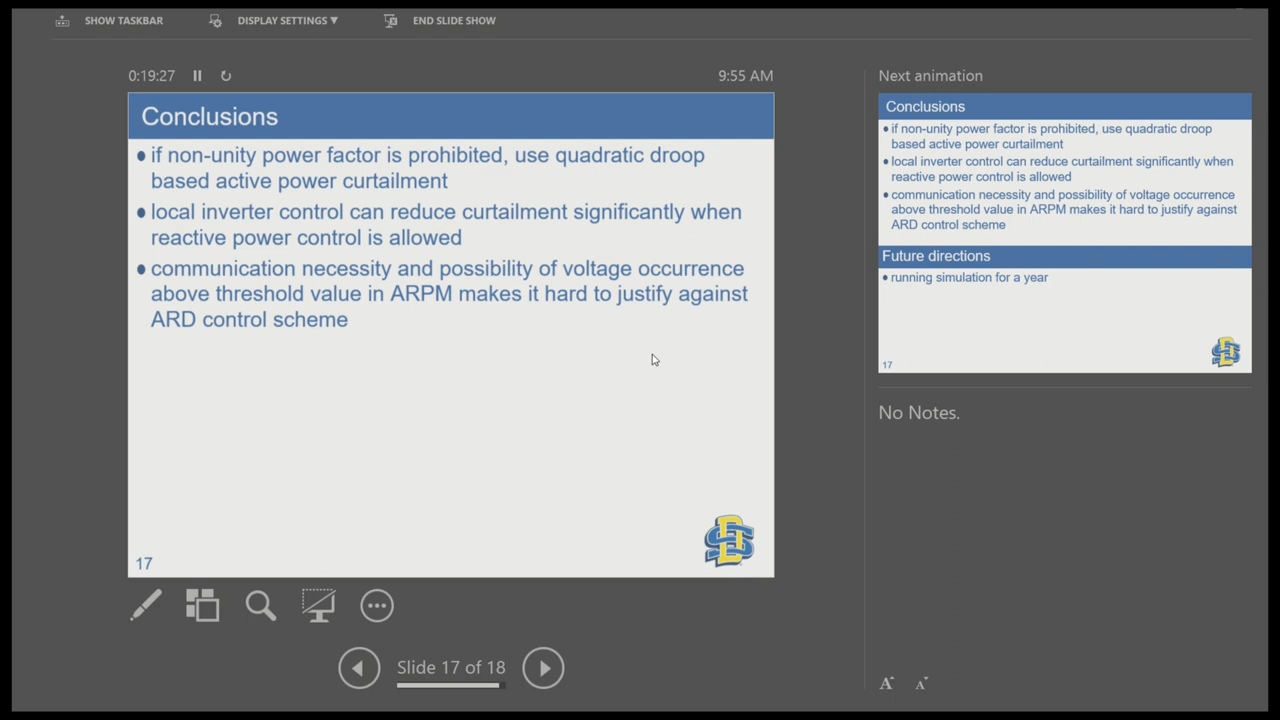 SHOW TASKBAR
DISPLAY SETTINGS ▼
END SLIDE SHOW
0:19:27
9:55 AM
Conclusions
• if non-unity power factor is prohibited, use quadratic droop
based active power curtailment
• local inverter control can reduce curtailment significantly when
reactive power control is allowed
• communication necessity and possibility of voltage occurrence
above threshold value in ARPM makes it hard to justify against
ARD control scheme
17
Slide 17 of 18
Next animation
Conclusions
• if non-unity power factor is prohibited, use quadratic droop
based active power curtailment
• local inverter control can reduce curtailment significantly when
reactive power control is allowed
• communication necessity and possibility of voltage occurrence
above threshold value in ARPM makes it hard to justify against
ARD control scheme
Future directions
• running simulation for a year
17
No Notes.
A A